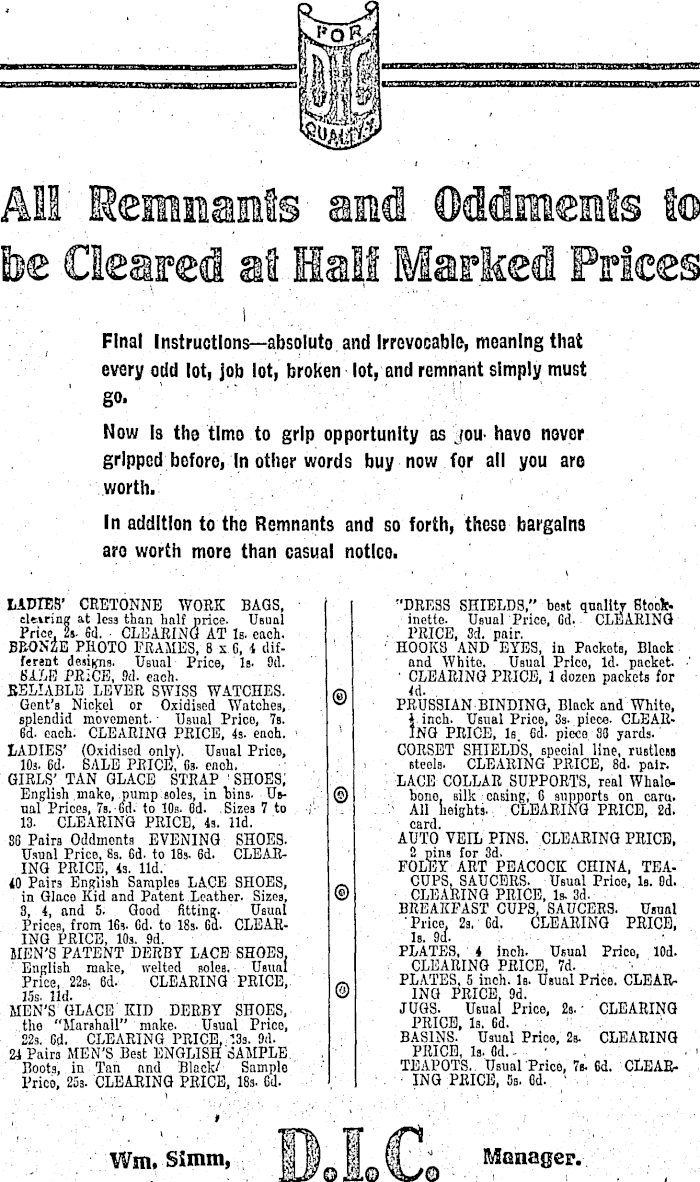 FOR
DIC
QUALITY
All Remnants and Oddments to
be Cleared at Half Marked Prices
Final Instructions—absolute and irrevocable, meaning that
every odd lot, job lot, broken lot, and remnant simply must
go.
Now is the time to grip opportunity as you have never
gripped before, in other words buy now for all you are
worth.
In addition to the Remnants and so forth, these bargains
are worth more than casual notice.
LADIES' CRETONNE WORK BAGS,
clearing at less than half price. Usual
Price, 2s. 6d. CLEARING AT 1s. each.
BRONZE PHOTO FRAMES, 8 x 6, 4 dif-
ferent designs. Usual Price, 1s. 9d.
SALE PRICE, 9d. each.
RELIABLE LEVER SWISS WATCHES.
Gent's Nickel or Oxidised Watches,
splendid movement. Usual Price, 7s.
6d. each. CLEARING PRICE, 4s. each.
LADIES' (Oxidised only). Usual Price,
10s. 6d. SALE PRICE, 6s. each.
GIRLS' TAN GLACE STRAP SHOES,
English make, pump soles, in bins. Us-
ual Prices, 7s. 6d. to 10s. 6d. Sizes 7 to
13. CLEARING PRICE, 4s. 11d.
36 Pairs Oddments EVENING SHOES.
Usual Price, 8s. 6d. to 18s. 6d. CLEAR-
ING PRICE, 4s. 11d.
40 Pairs English Samples LACE SHOES,
in Glace Kid and Patent Leather. Sizes,
3, 4, and 5. Good fitting. Usual
Prices, from 16s. 6d. to 18s. 6d. CLEAR-
ING PRICE, 10s. 9d.
MEN'S PATENT DERBY LACE SHOES,
English make, welted soles. Usual
Price, 22s. 6d. CLEARING PRICE,
15s. 11d.
MEN'S GLACE KID DERBY SHOES,
the "Marshall" make. Usual Price,
22s. 6d. CLEARING PRICE, 13s. 9d.
24 Pairs MEN'S Best ENGLISH SAMPLE
Boots, in Tan and Black. Sample
Price, 25s. CLEARING PRICE, 18s. 6d.
"DRESS SHIELDS," best quality Stock-
inette. Usual Price, 6d. CLEARING
PRICE, 3d. pair.
HOOKS AND EYES, in Packets, Black
and White. Usual Price, 1d. packet.
CLEARING PRICE, 1 dozen packets for
4d.
PRUSSIAN BINDING, Black and White,
inch. Usual Price, 3s. piece. CLEAR-
ING PRICE, 1s. 6d. piece 36 yards.
CORSET SHIELDS, special line, rustless
steels. CLEARING PRICE, 8d. pair.
LACE COLLAR SUPPORTS, real Whale-
bone, silk casing, 6 supports on card.
All heights. CLEARING PRICE, 2d.
card.
AUTO VEIL PINS. CLEARING PRICE,
2 pins for 3d.
FOLEY ART PEACOCK CHINA, TEA-
CUPS, SAUCERS. Usual Price, 1s. 9d.
CLEARING PRICE, 1s. 3d.
BREAKFAST CUPS, SAUCERS. Usual
Price, 2s. 6d. CLEARING PRICE,
1s. 9d.
PLATES, 4 inch. Usual Price, 10d.
CLEARING PRICE, 7d.
PLATES, 5 inch. 1s. Usual Price. CLEAR-
ING PRICE, 9d.
JUGS. Usual Price, 2s. CLEARING
PRICE, 1s. 6d.
BASINS. Usual Price, 2s. CLEARING
PRICE, 1s. 6d.
TEAPOTS. Usual Price, 7s. 6d. CLEAR-
ING PRICE, 5s. 6d.
Wm. Simm, D.I.C. Manager.